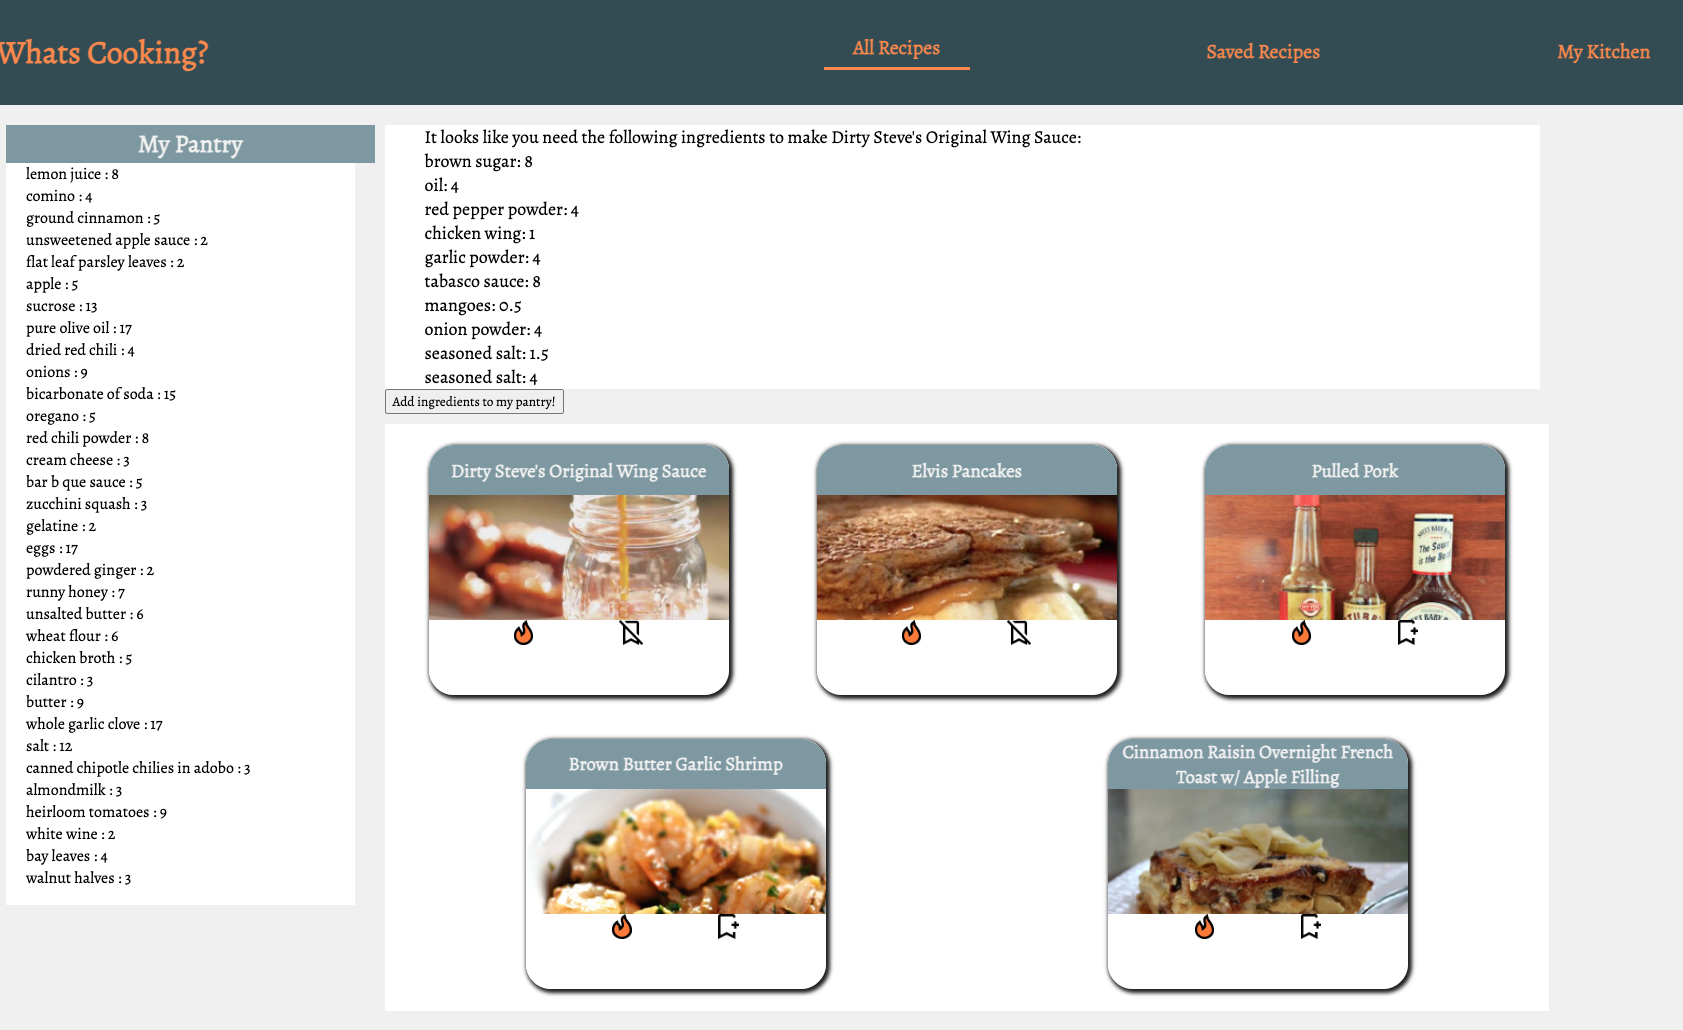 Whats Cooking?
All Recipes
Saved Recipes
My Kitchen
My Pantry
lemon juice : 8
comino : 4
ground cinnamon : 5
unsweetened apple sauce : 2
flat leaf parsley leaves : 2
apple : 5
sucrose : 13
pure olive oil : 17
dried red chili : 4
onions : 9
bicarbonate of soda : 15
oregano : 5
red chili powder : 8
cream cheese : 3
bar b que sauce : 5
zucchini squash : 3
gelatine : 2
eggs : 17
powdered ginger : 2
runny honey : 7
unsalted butter : 6
wheat flour : 6
chicken broth : 5
cilantro : 3
butter : 9
whole garlic clove : 17
salt : 12
canned chipotle chilies in adobo : 3
almondmilk : 3
heirloom tomatoes : 9
white wine : 2
bay leaves : 4
walnut halves : 3
It looks like you need the following ingredients to make Dirty Steve's Original Wing Sauce:
brown sugar: 8
oil: 4
red pepper powder: 4
chicken wing: 1
garlic powder: 4
tabasco sauce: 8
mangoes: 0.5
onion powder: 4
seasoned salt: 1.5
seasoned salt: 4
Add ingredients to my pantry!
Dirty Steve's Original Wing Sauce
Elvis Pancakes
Pulled Pork
The Sauce
is the Boss
Brown Butter Garlic Shrimp
Cinnamon Raisin Overnight French
Toast w/ Apple Filling